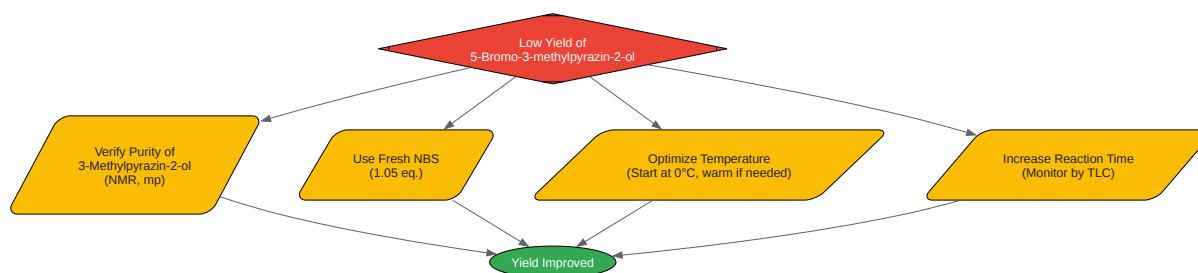 Low Yield of
5-Bromo-3-methylpyrazin-2-ol
Verify Purity of
3-Methylpyrazin-2-ol
(NMR, mp)
Use Fresh NBS
(1.05 eq.)
Optimize Temperature
(Start at 0°C, warm if needed)
Increase Reaction Time
(Monitor by TLC)
Yield Improved